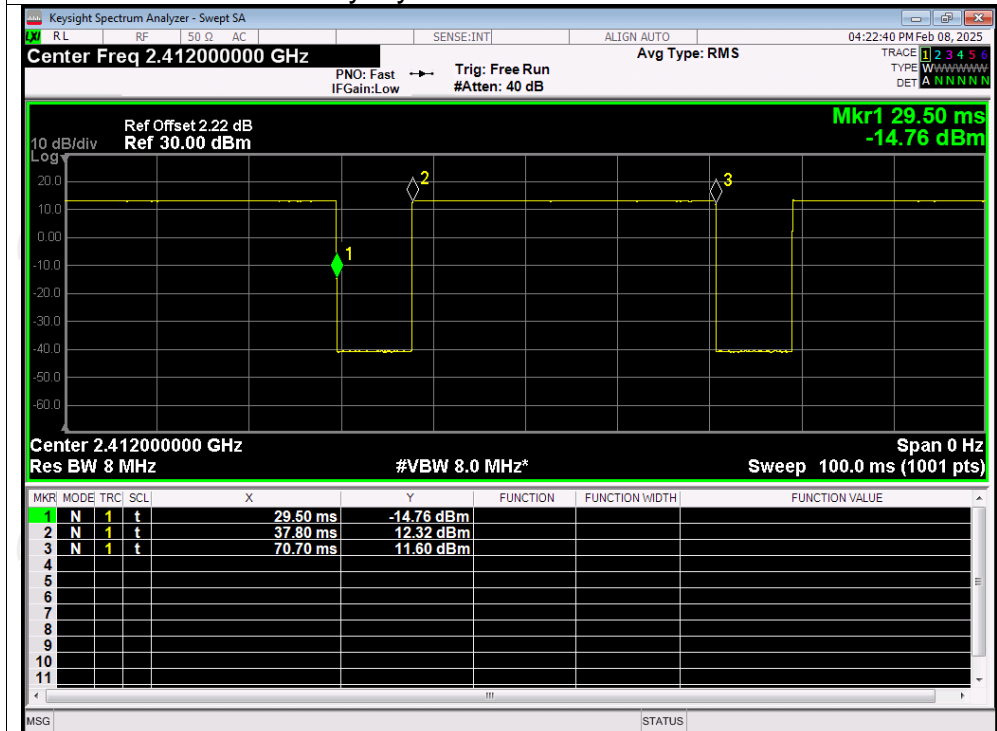 Keysight Spectrum Analyzer - Swept SA
LXI RL RF 50 Ω AC SENSE:INT ALIGN AUTO 04:22:40 PM Feb 08, 2025
Center Freq 2.412000000 GHz Avg Type: RMS TRACE 1 2 3 4 5 6
PNO: Fast Trig: Free Run TYPE WWWWWW
IFGain:Low #Atten: 40 dB DET A N N N N N
Mkr1 29.50 ms
Ref Offset 2.22 dB
10 dB/div Ref 30.00 dBm -14.76 dBm
Log
20.0
2
3
10.0
0.00
1
-10.0
-20.0
-30.0
-40.0
-50.0
-60.0
Center 2.412000000 GHz Span 0 Hz
Res BW 8 MHz #VBW 8.0 MHz* Sweep 100.0 ms (1001 pts)
MKR MODE TRC SCL X Y FUNCTION FUNCTION WIDTH FUNCTION VALUE
1 N 1 t 29.50 ms -14.76 dBm
2 N 1 t 37.80 ms 12.32 dBm
3 N 1 t 70.70 ms 11.60 dBm
4
5
6
7
8
9
10
11
MSG STATUS